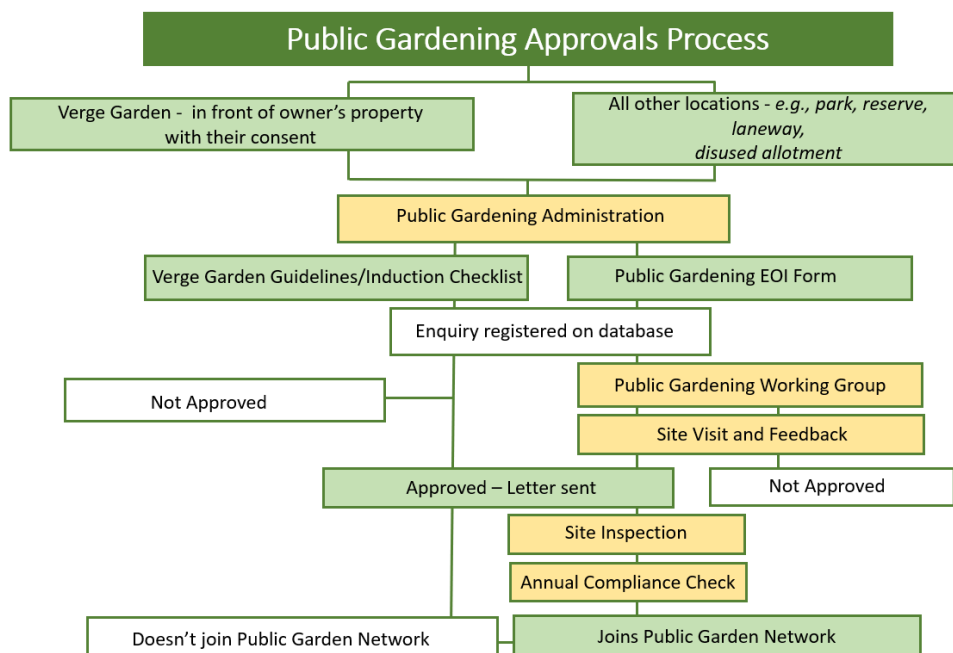 Public Gardening Approvals Process
Verge Garden - in front of owner's property
with their consent
All other locations - e.g., park, reserve,
laneway,
disused allotment
Public Gardening Administration
Verge Garden Guidelines/Induction Checklist
Public Gardening EOI Form
Enquiry registered on database
Public Gardening Working Group
Not Approved
Site Visit and Feedback
Approved – Letter sent
Not Approved
Site Inspection
Annual Compliance Check
Doesn't join Public Garden Network
Joins Public Garden Network